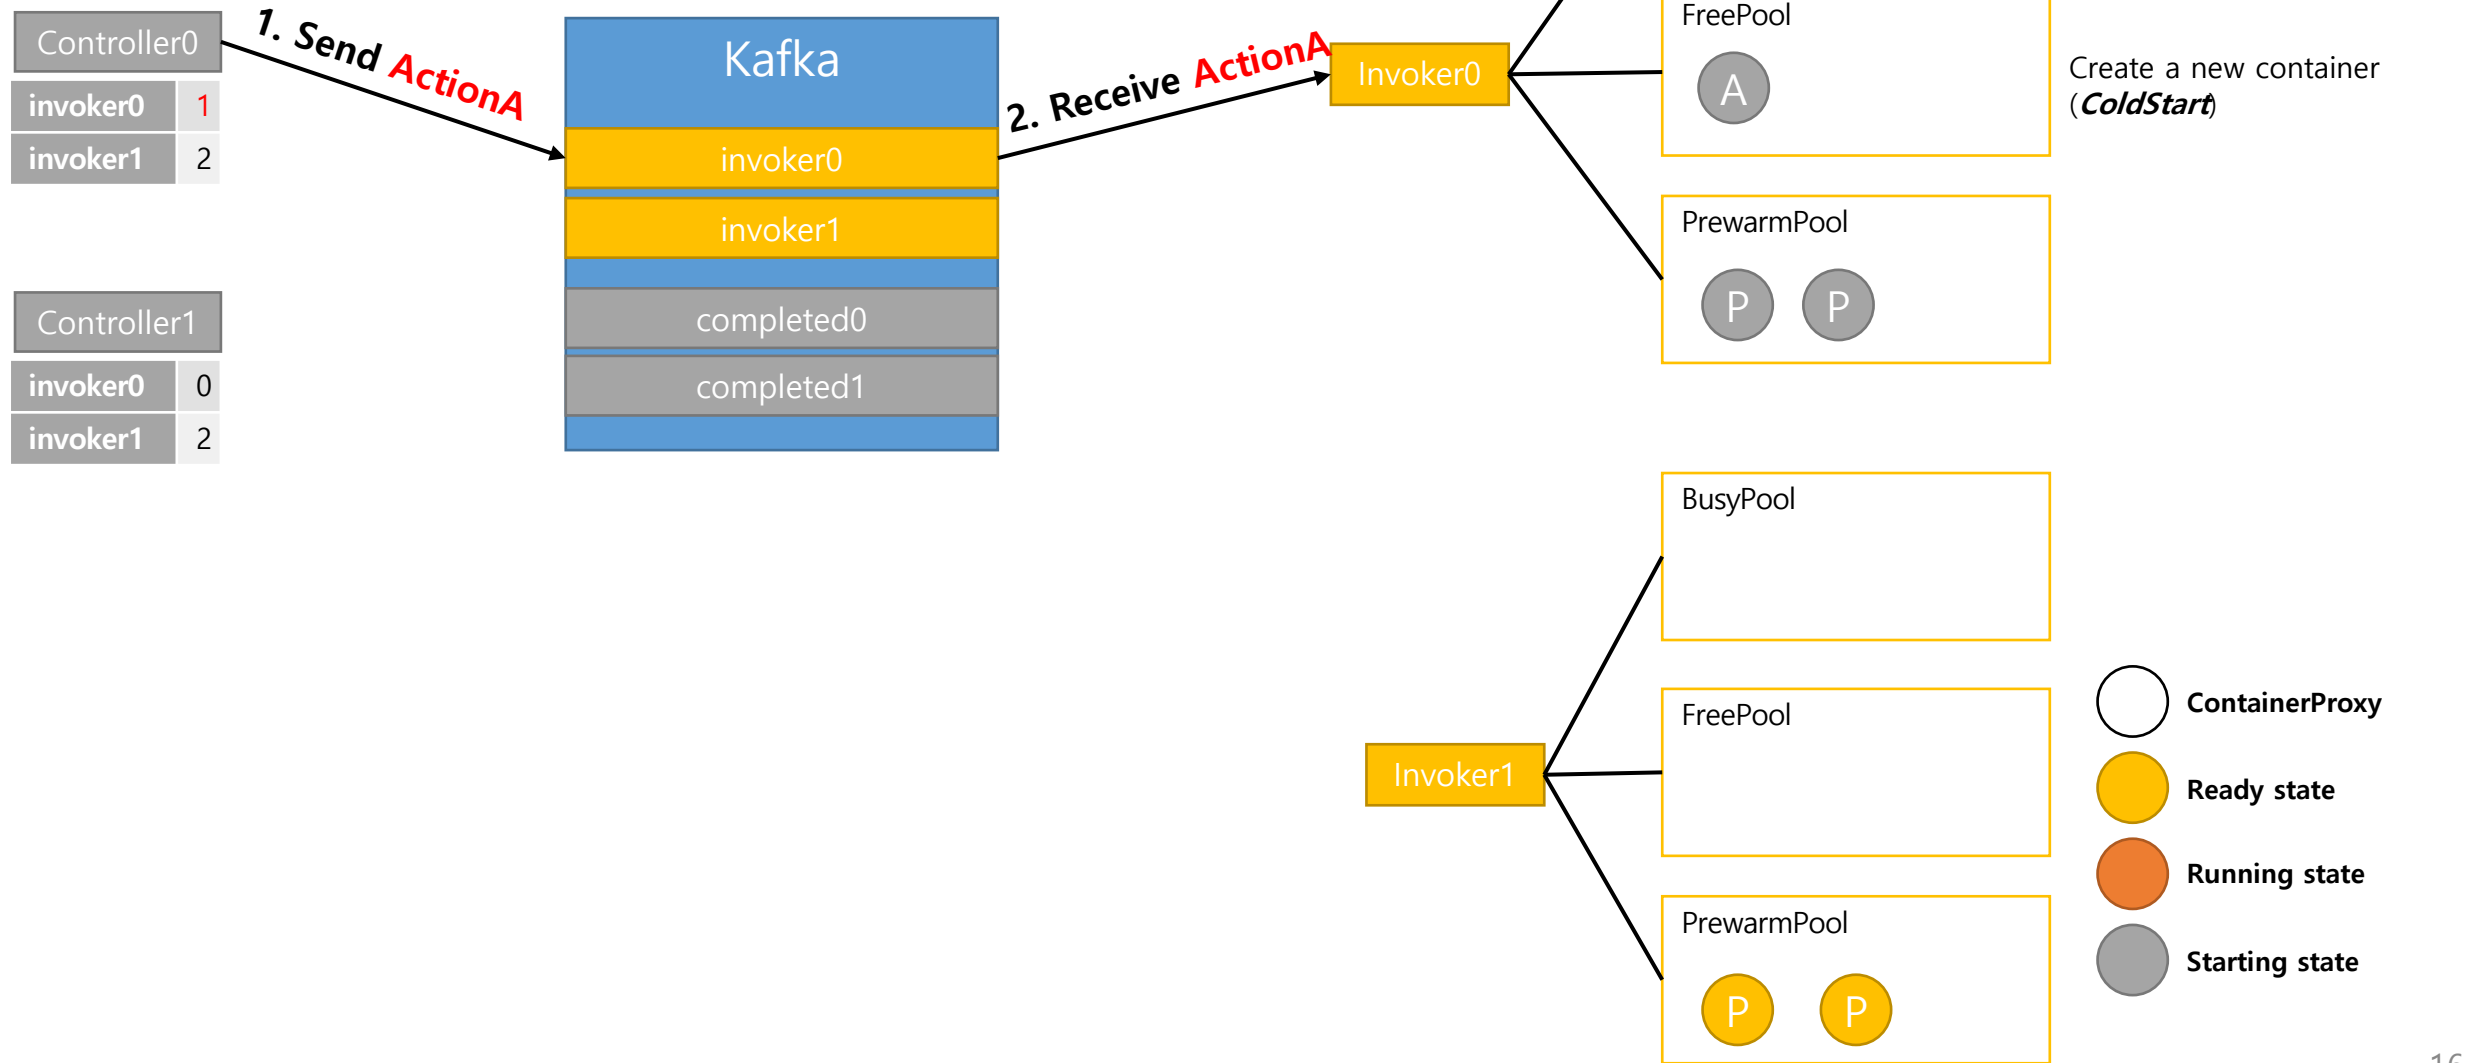 Controller0
invoker0 1
invoker1 2
1. Send ActionA
Controller1
invoker0 0
invoker1 2
Kafka
invoker0
invoker1
completed0
completed1
2. Receive ActionA
Invoker0
FreePool
A
Create a new container
(ColdStart)
PrewarmPool
P P
Invoker1
BusyPool
FreePool
PrewarmPool
P P
ContainerProxy
Ready state
Running state
Starting state